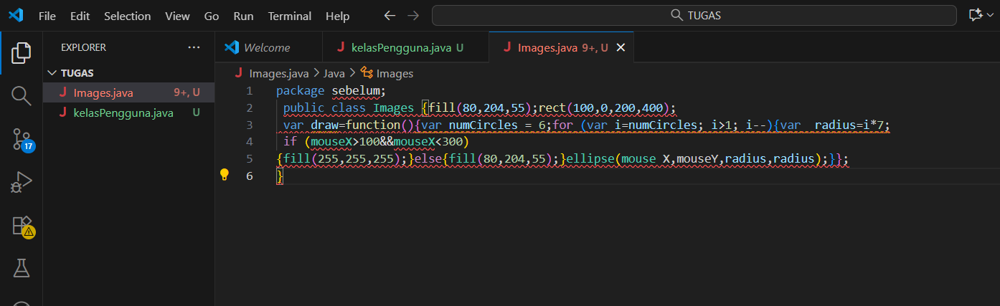 File Edit Selection View Go Run Terminal Help TUGAS
EXPLORER ...
TUGAS
J Images.java 9+, U
J kelasPengguna.java U
17
Welcome J kelasPengguna.java U J Images.java 9+, U
J Images.java > Java > Images
1 package sebelum;
2 public class Images {fill(80,204,55);rect(100,0,200,400);
3 var draw=function(){var numCircles = 6;for (var i=numCircles; i>1; i--){var  radius=i*7;
4 if (mouseX>100&&mouseX<300)
5 {fill(255,255,255);}else{fill(80,204,55);}ellipse(mouse X,mouseY,radius,radius);}};
6 }